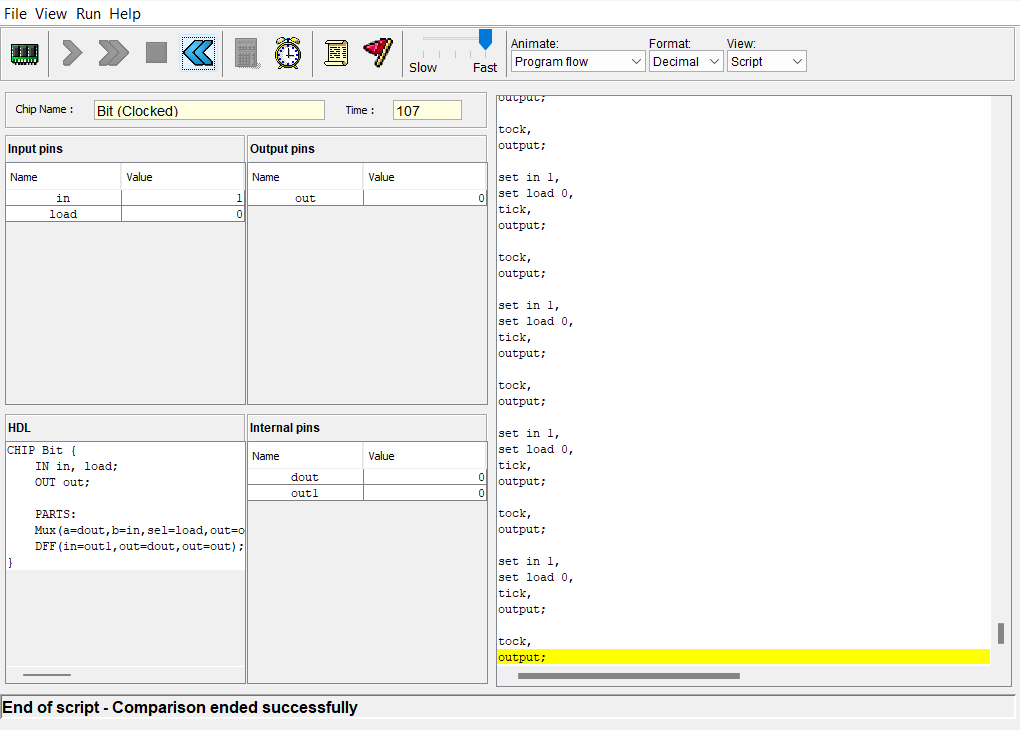 File View Run Help
Slow Fast
Animate: Format: View:
Program flow Decimal Script
Chip Name : Bit (Clocked) Time : 107
Input pins
Name Value
in 1
load 0
Output pins
Name Value
out 0
HDL
CHIP Bit {
IN in, load;
OUT out;
PARTS:
Mux(a=dout,b=in,sel=load,out=o
DFF(in=out1,out=dout,out=out);
}
Internal pins
Name Value
dout 0
out1 0
output;
tock,
output;
set in 1,
set load 0,
tick,
output;
tock,
output;
set in 1,
set load 0,
tick,
output;
tock,
output;
set in 1,
set load 0,
tick,
output;
tock,
output;
set in 1,
set load 0,
tick,
output;
tock,
output;
End of script - Comparison ended successfully